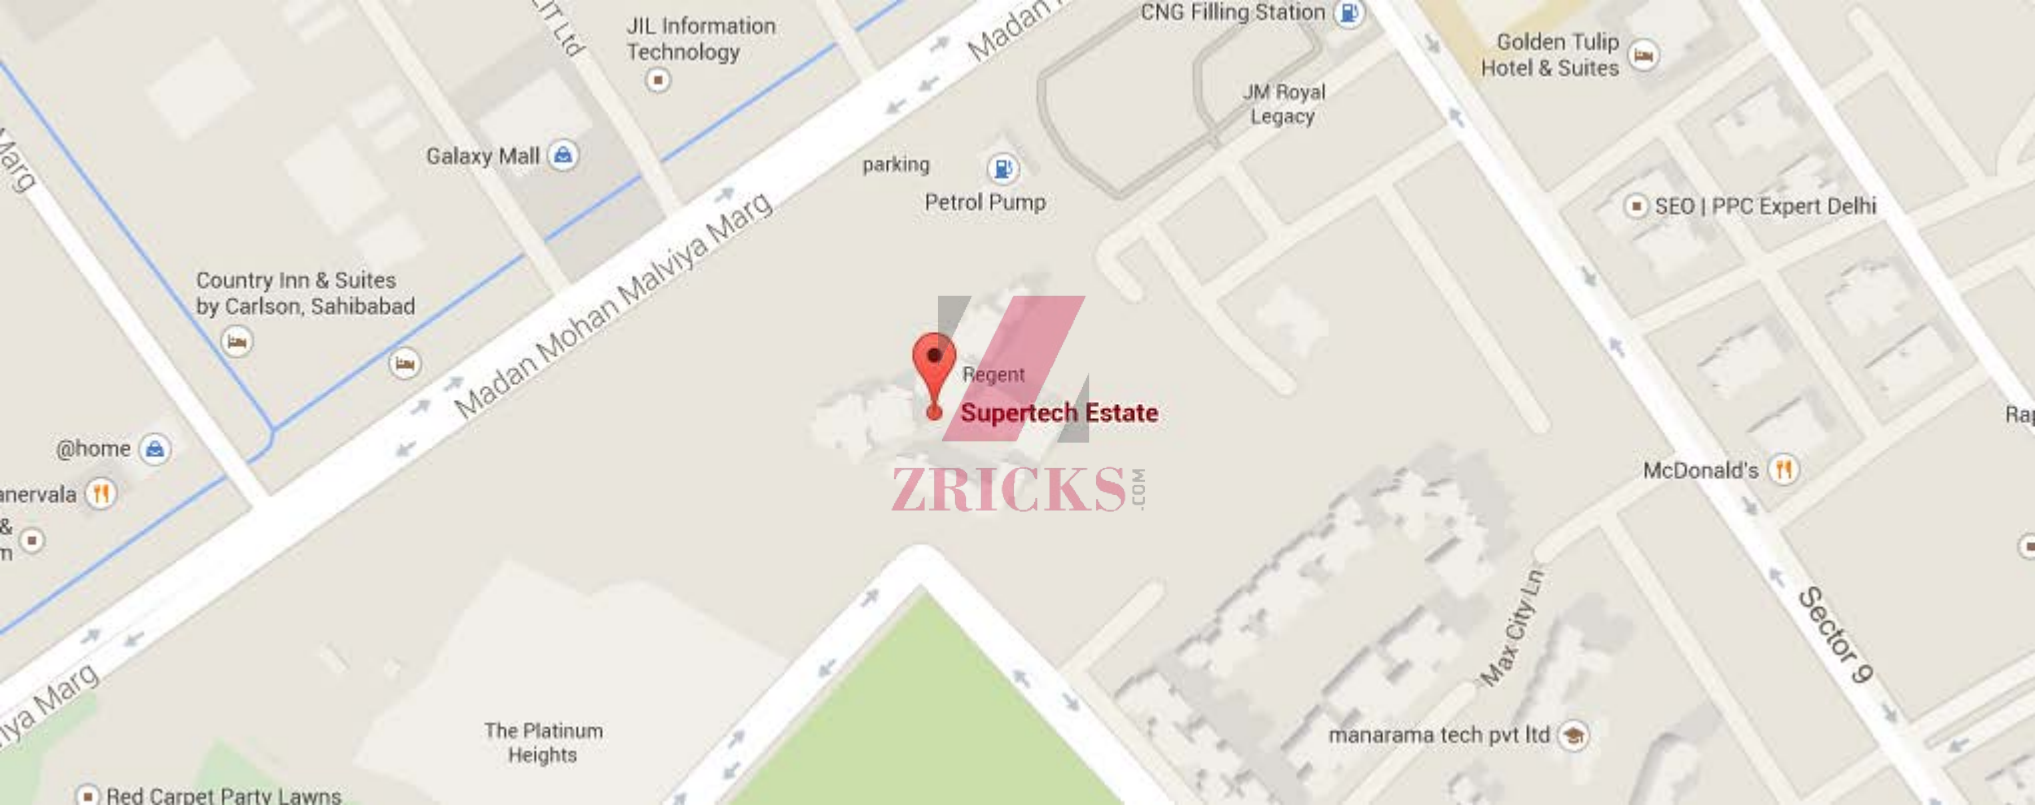 CNG Filling Station
JIL Information
Technology
IT Ltd
Madan
Golden Tulip
Hotel & Suites
JM Royal
Legacy
Marg
Galaxy Mall
parking
Petrol Pump
SEO | PPC Expert Delhi
Country Inn & Suites
by Carlson, Sahibabad
Madan Mohan Malviya Marg
Regent
Supertech Estate
@home
McDonald's
ZRICKS.COM
&
Max City Ln
Sector 9
Marg
The Platinum
Heights
manarama tech pvt ltd
Red Carpet Party Lawns